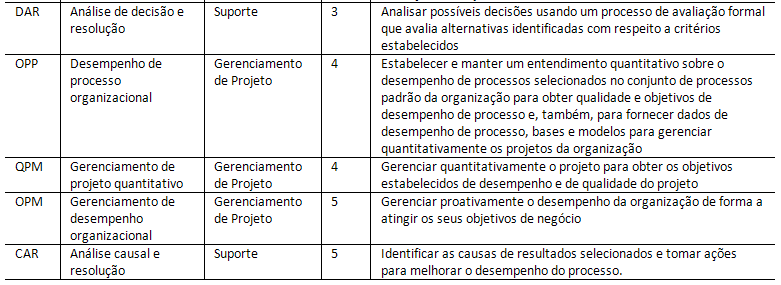 DAR Análise de decisão e Suporte 3 Analisar possíveis decisões usando um processo de avaliação formal
resolução que avalia alternativas identificadas com respeito a critérios
estabelecidos
OPP Desempenho de Gerenciamento 4 Estabelecer e manter um entendimento quantitativo sobre o
processo de Projeto desempenho de processos selecionados no conjunto de processos
organizacional padrão da organização para obter qualidade e objetivos de
desempenho de processo e, também, para fornecer dados de
desempenho de processo, bases e modelos para gerenciar
quantitativamente os projetos da organização
QPM Gerenciamento de Gerenciamento 4 Gerenciar quantitativamente o projeto para obter os objetivos
projeto quantitativo de Projeto estabelecidos de desempenho e de qualidade do projeto
OPM Gerenciamento de Gerenciamento 5 Gerenciar proativamente o desempenho da organização de forma a
desempenho de Projeto atingir os seus objetivos de negócio
organizacional
CAR Análise causal e Suporte 5 Identificar as causas de resultados selecionados e tomar ações
resolução para melhorar o desempenho do processo.